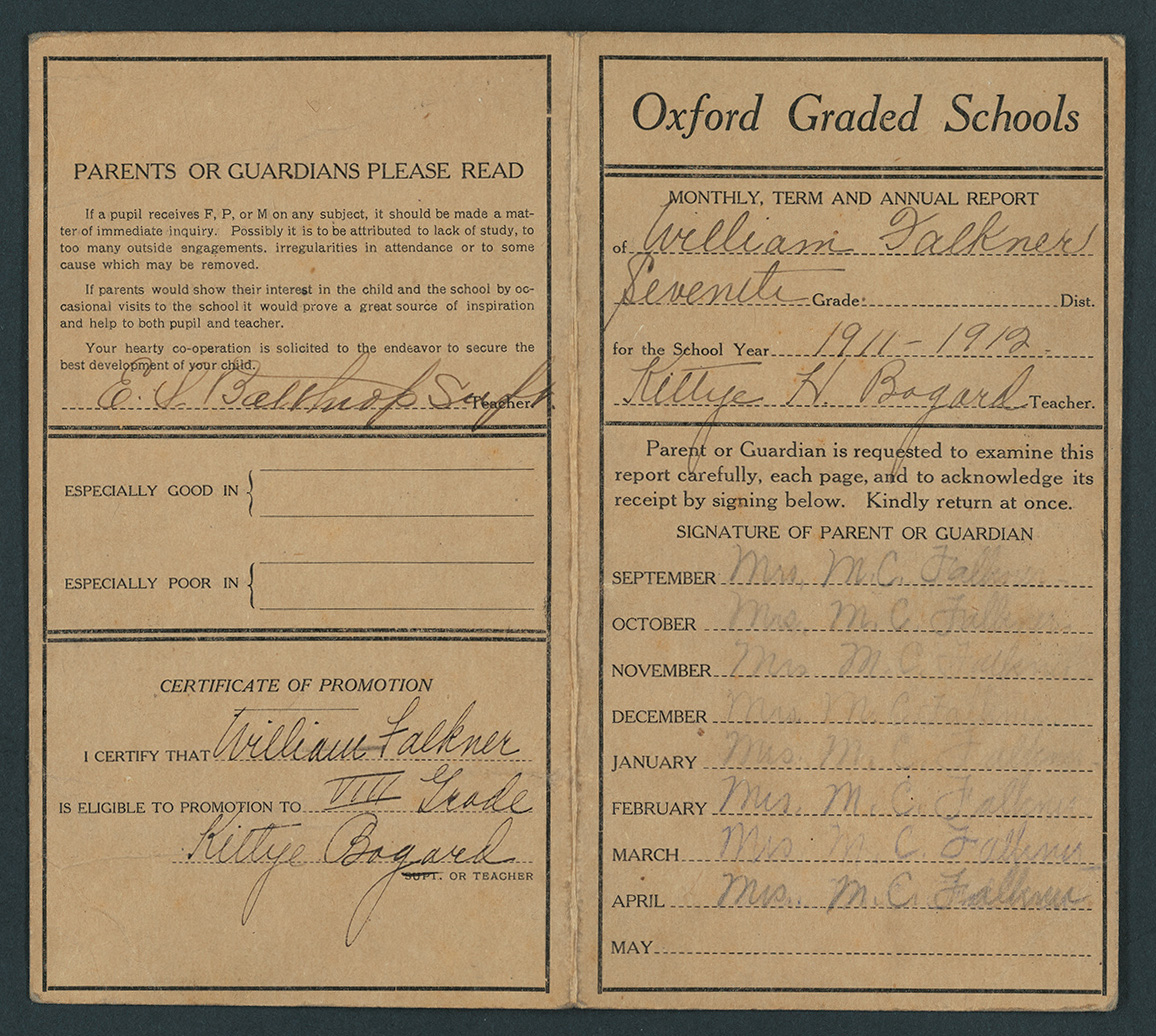 PARENTS OR GUARDIANS PLEASE READ
If a pupil receives F, P, or M on any subject, it should be made a mat-
ter of immediate inquiry. Possibly it is to be attributed to lack of study, to
too many outside engagements. irregularities in attendance or to some
cause which may be removed.
If parents would show their interest in the child and the school by oc-
casional visits to the school it would prove a great source of inspiration
and help to both pupil and teacher.
Your hearty co-operation is solicited to the endeavor to secure the
best development of your child.
E. S. Balthrop Supt. Teacher.
ESPECIALLY GOOD IN
ESPECIALLY POOR IN
CERTIFICATE OF PROMOTION
I CERTIFY THAT William Falkner
IS ELIGIBLE TO PROMOTION TO VIII Grade
Kittye Bogard
SUPT. OR TEACHER
Oxford Graded Schools
MONTHLY, TERM AND ANNUAL REPORT
of William Falkner
Grade Dist.
for the School Year 1911-1912.
Kittye H. Bogard Teacher.
Parent or Guardian is requested to examine this
report carefully, each page, and to acknowledge its
receipt by signing below. Kindly return at once.
SIGNATURE OF PARENT OR GUARDIAN
SEPTEMBER Mrs. M.C. Falkner
OCTOBER Mrs. M.C. Falkner
NOVEMBER Mrs M.C. Falkner
DECEMBER Mrs. M.C. Falkner
JANUARY Mrs. M.C. Falkner
FEBRUARY Mrs. M.C. Falkner
MARCH Mrs M.C. Falkner
APRIL Mrs. M.C. Falkner
MAY